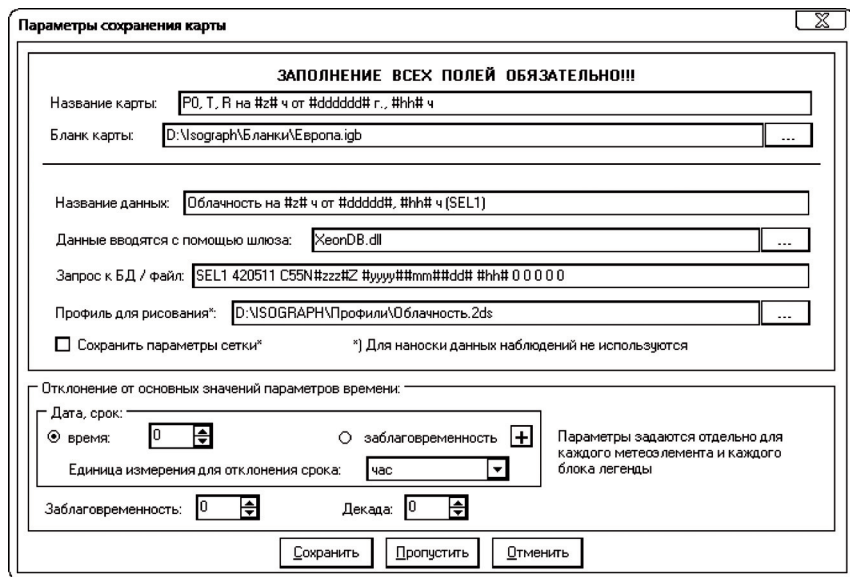 Параметры сохранения карты
ЗАПОЛНЕНИЕ ВСЕХ ПОЛЕЙ ОБЯЗАТЕЛЬНО!!!
Название карты: P0, T, R на #z# ч от #dddddd# г., #hh# ч
Бланк карты: D:\Isograph\Бланки\Европа.igb ...
Название данных: Облачность на #z# ч от #ddddd#, #hh# ч (SEL1)
Данные вводятся с помощью шлюза: XeonDB.dll ...
Запрос к БД / файл: SEL1 420511 C55N#zzz#Z #yyyy##mm##dd# #hh# 0 0 0 0 0
Профиль для рисования*: D:\ISOGRAPH\Профили\Облачность.2ds ...
Сохранить параметры сетки* *) Для наноски данных наблюдений не используются
Отклонение от основных значений параметров времени:
Дата, срок:
время: 0 заблаговременность +
Параметры задаются отдельно для
каждого метеоэлемента и каждого
блока легенды
Единица измерения для отклонения срока: час
Заблаговременность: 0 Декада: 0
Сохранить Пропустить Отменить